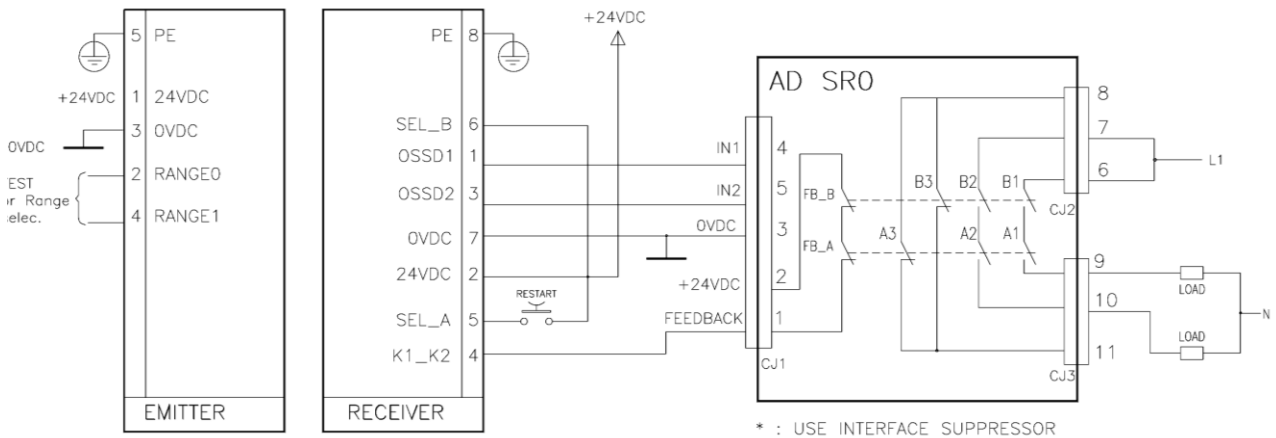 5 PE
+24VDC 1 24VDC
3 0VDC
0VDC
2 RANGE0
or Range
elec.
4 RANGE1
EMITTER
PE 8
SEL_B 6
OSSD1 1
OSSD2 3
0VDC 7
24VDC 2
SEL_A 5
K1_K2 4
RECEIVER
+24VDC
RESTART
IN1
IN2
0VDC
+24VDC
FEEDBACK
AD SR0
4
5
3
2
1
CJ1
FB_B
FB_A
B3 B2 B1
A3 A2 A1
8
7
6
CJ2
L1
9
10
11
CJ3
LOAD
LOAD
N
* : USE INTERFACE SUPPRESSOR